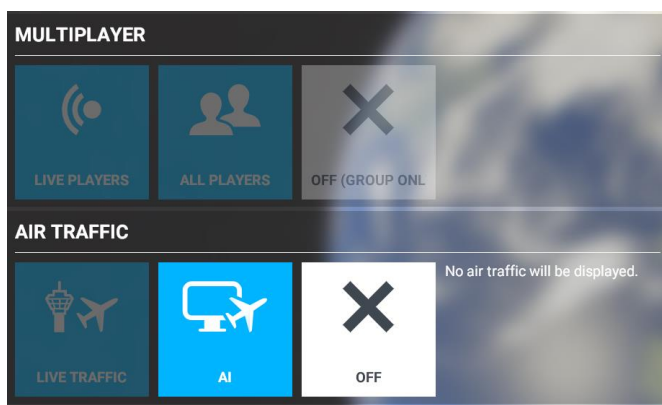 MULTIPLAYER
LIVE PLAYERS
ALL PLAYERS
OFF (GROUP ONL
AIR TRAFFIC
No air traffic will be displayed.
LIVE TRAFFIC
AI
OFF